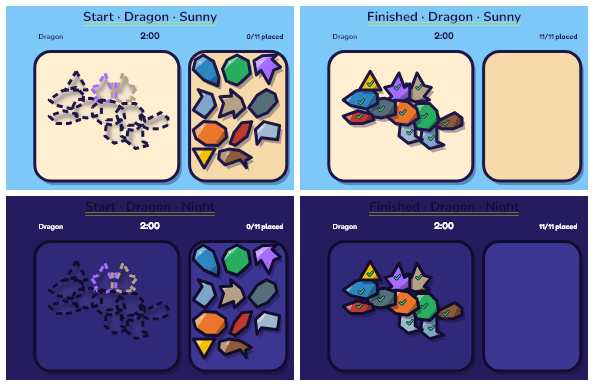 Start · Dragon · Sunny
Dragon 2:00 0/11 placed
Finished · Dragon · Sunny
Dragon 2:00 11/11 placed
Start · Dragon · Night
Dragon 2:00 0/11 placed
Finished · Dragon · Night
Dragon 2:00 11/11 placed